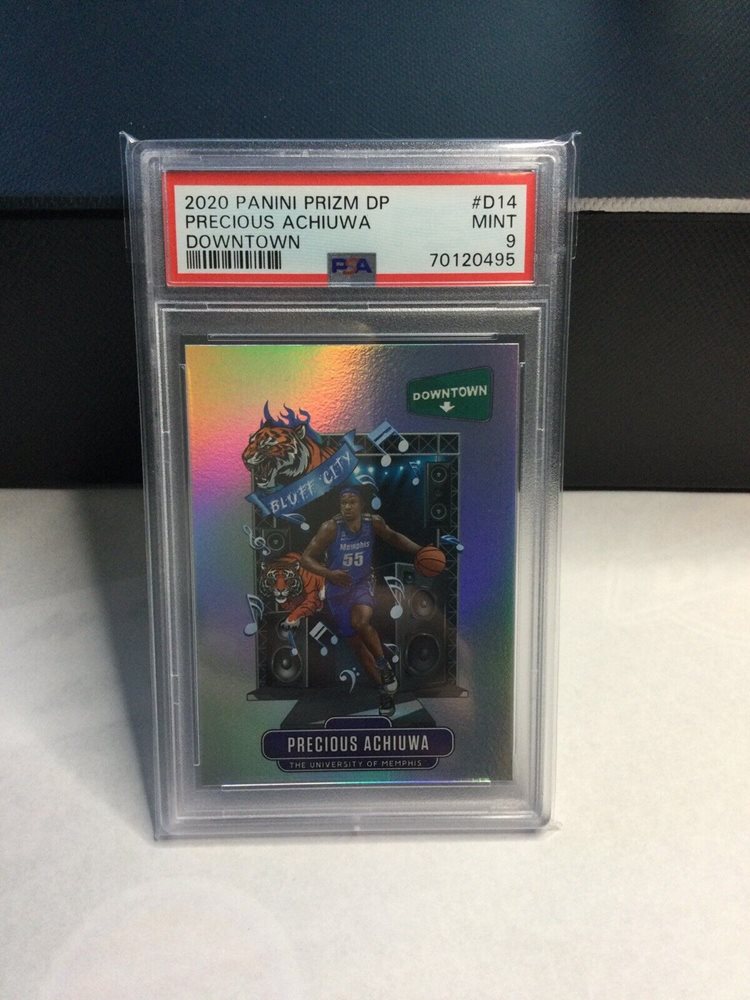 2020 PANINI PRIZM DP #D14
PRECIOUS ACHIUWA MINT
DOWNTOWN 9
PSA 70120495
DOWNTOWN
BLUFF CITY
Memphis
55
PRECIOUS ACHIUWA
THE UNIVERSITY OF MEMPHIS